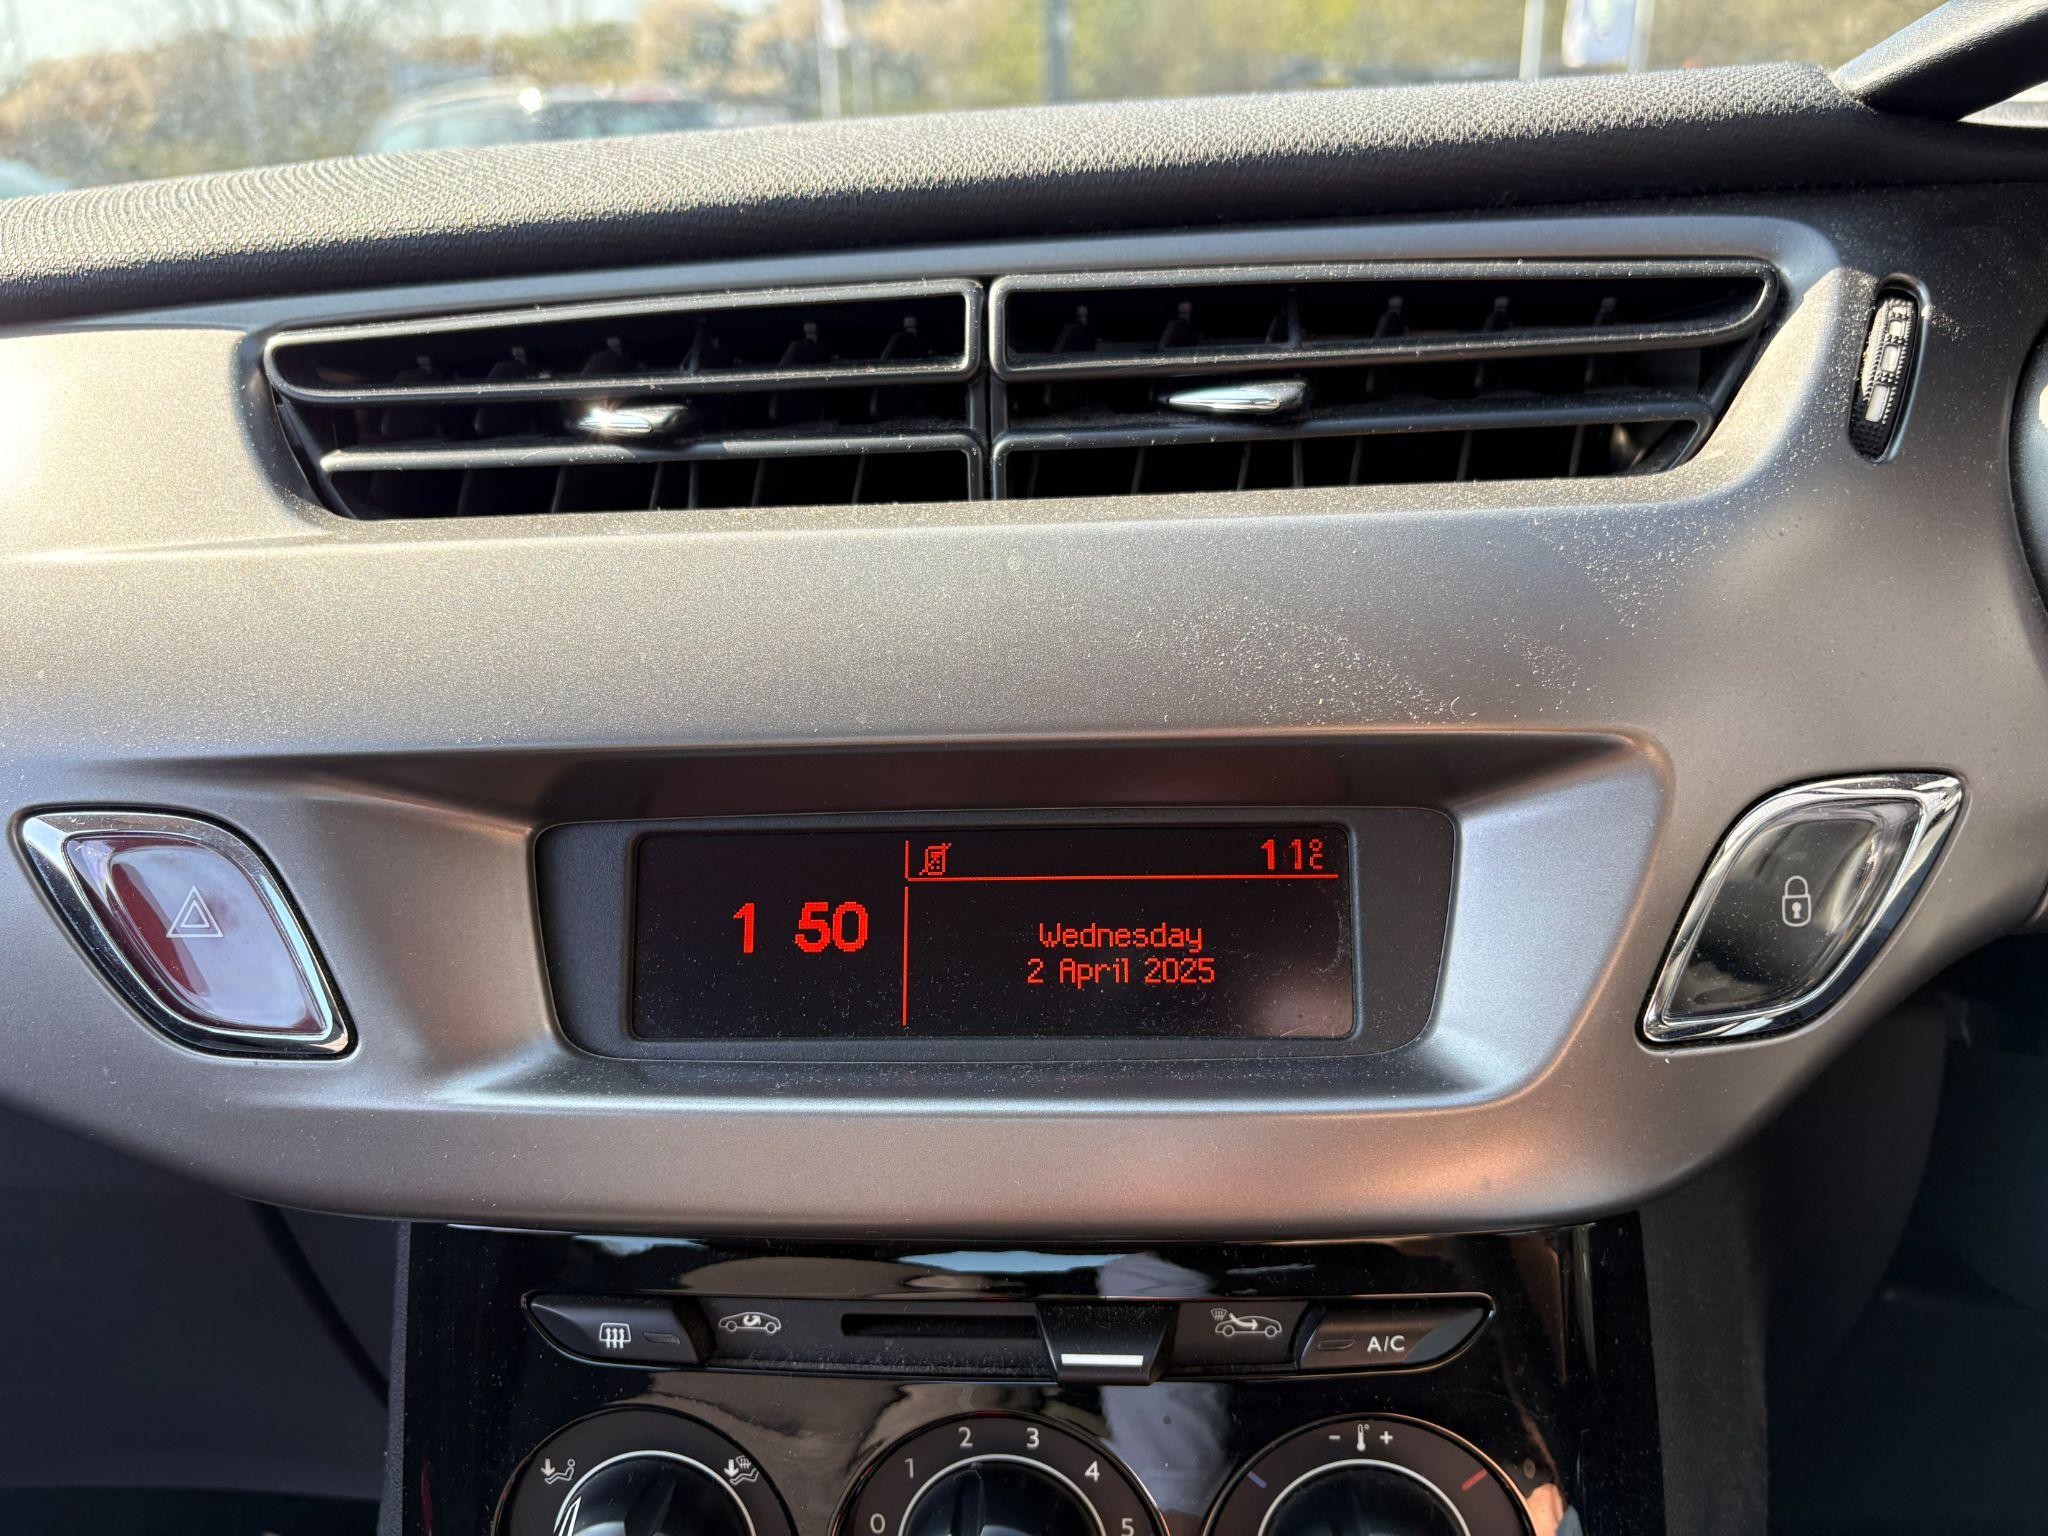 11°C
1 50
Wednesday
2 April 2025
A/C
2 3
1 4
0 5
- +